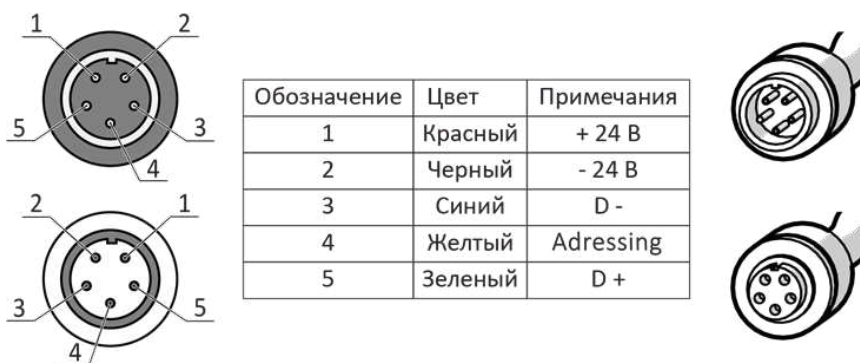 1 2
5 3
4
2 1
3 5
4
Обозначение Цвет Примечания
1 Красный + 24 В
2 Черный - 24 В
3 Синий D -
4 Желтый Adressing
5 Зеленый D +